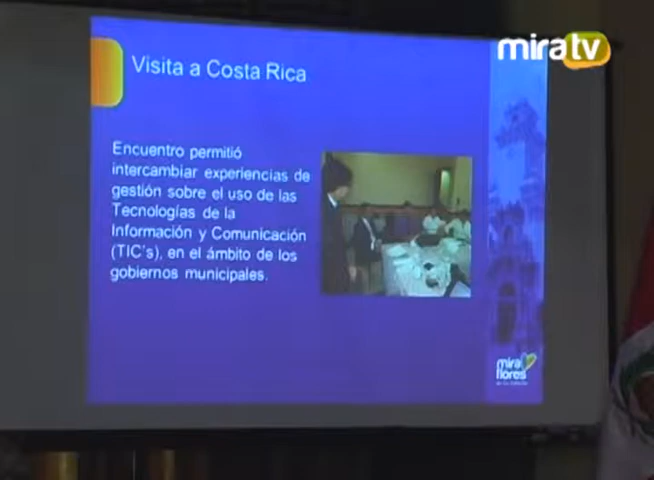 miratv
Visita a Costa Rica
Encuentro permitió
intercambiar experiencias de
gestión sobre el uso de las
Tecnologías de la
Información y Comunicación
(TIC's), en el ámbito de los
gobiernos municipales.
mira
flores